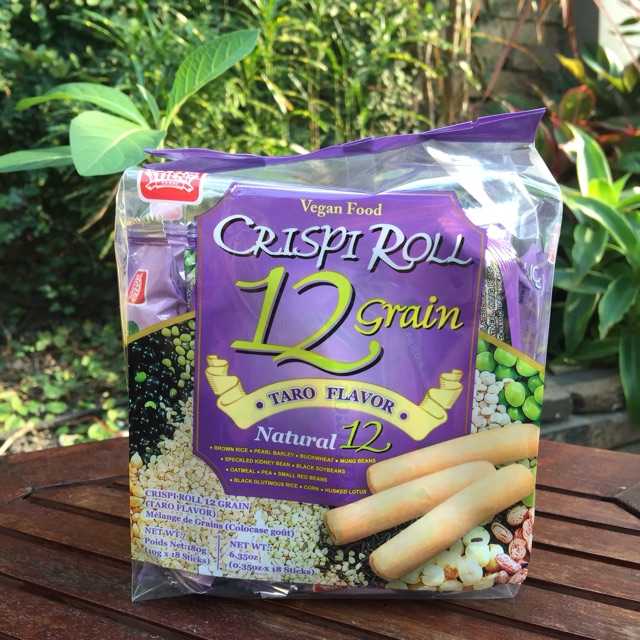 Vegan Food
CRISPI ROLL
12 Grain
• TARO FLAVOR •
Natural 12
• BROWN RICE • PEARL BARLEY • BUCKWHEAT • MUNG BEANS
• SPECKLED KIDNEY BEAN • BLACK SOYBEANS
• OATMEAL • PEA • SMALL RED BEANS
• BLACK GLUTINOUS RICE • CORN • HUSKED LOTUS
CRISPI ROLL 12 GRAIN
(TARO FLAVOR)
Mélange de Grains (Colocase goût)
NET WT.:
Poids Net:180g
(10g x 18 Sticks)
NET WT.:
6.35oz
(0.35oz x 18 Sticks)